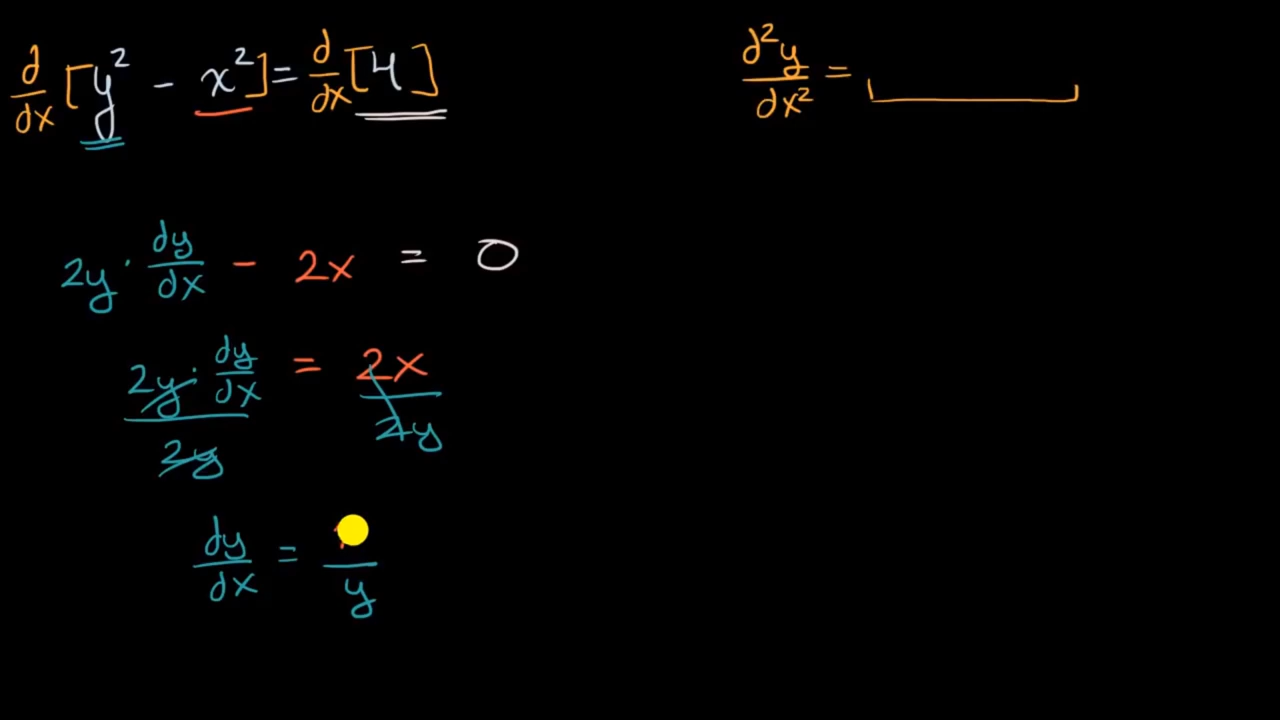 d/dx [y² - x²] = d/dx [4]
d²y/dx² =
2y · dy/dx - 2x = 0
2y · dy/dx / 2y = 2x / 2y
dy/dx = /y